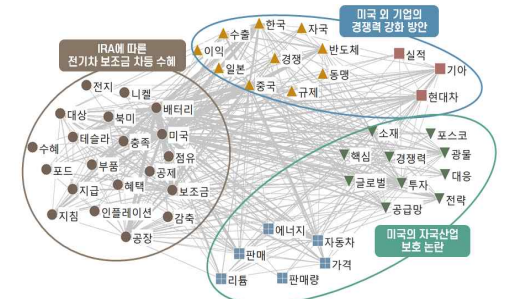 미국 외 기업의
경쟁력 강화 방안
IRA에 따른
전기차 보조금 차등 수혜
한국
자국
수출
이익
반도체
경쟁
일본
동맹
중국
규제
실적
기아
현대차
전지
니켈
배터리
대상
북미
미국
테슬라
충족
수혜
점유
부품
포드
공제
혜택
지급
보조금
지침
인플레이션
감축
공장
소재
포스코
핵심
경쟁력
광물
대응
글로벌
투자
전략
공급망
미국의 자국산업
보호 논란
에너지
자동차
판매
가격
리튬
판매량